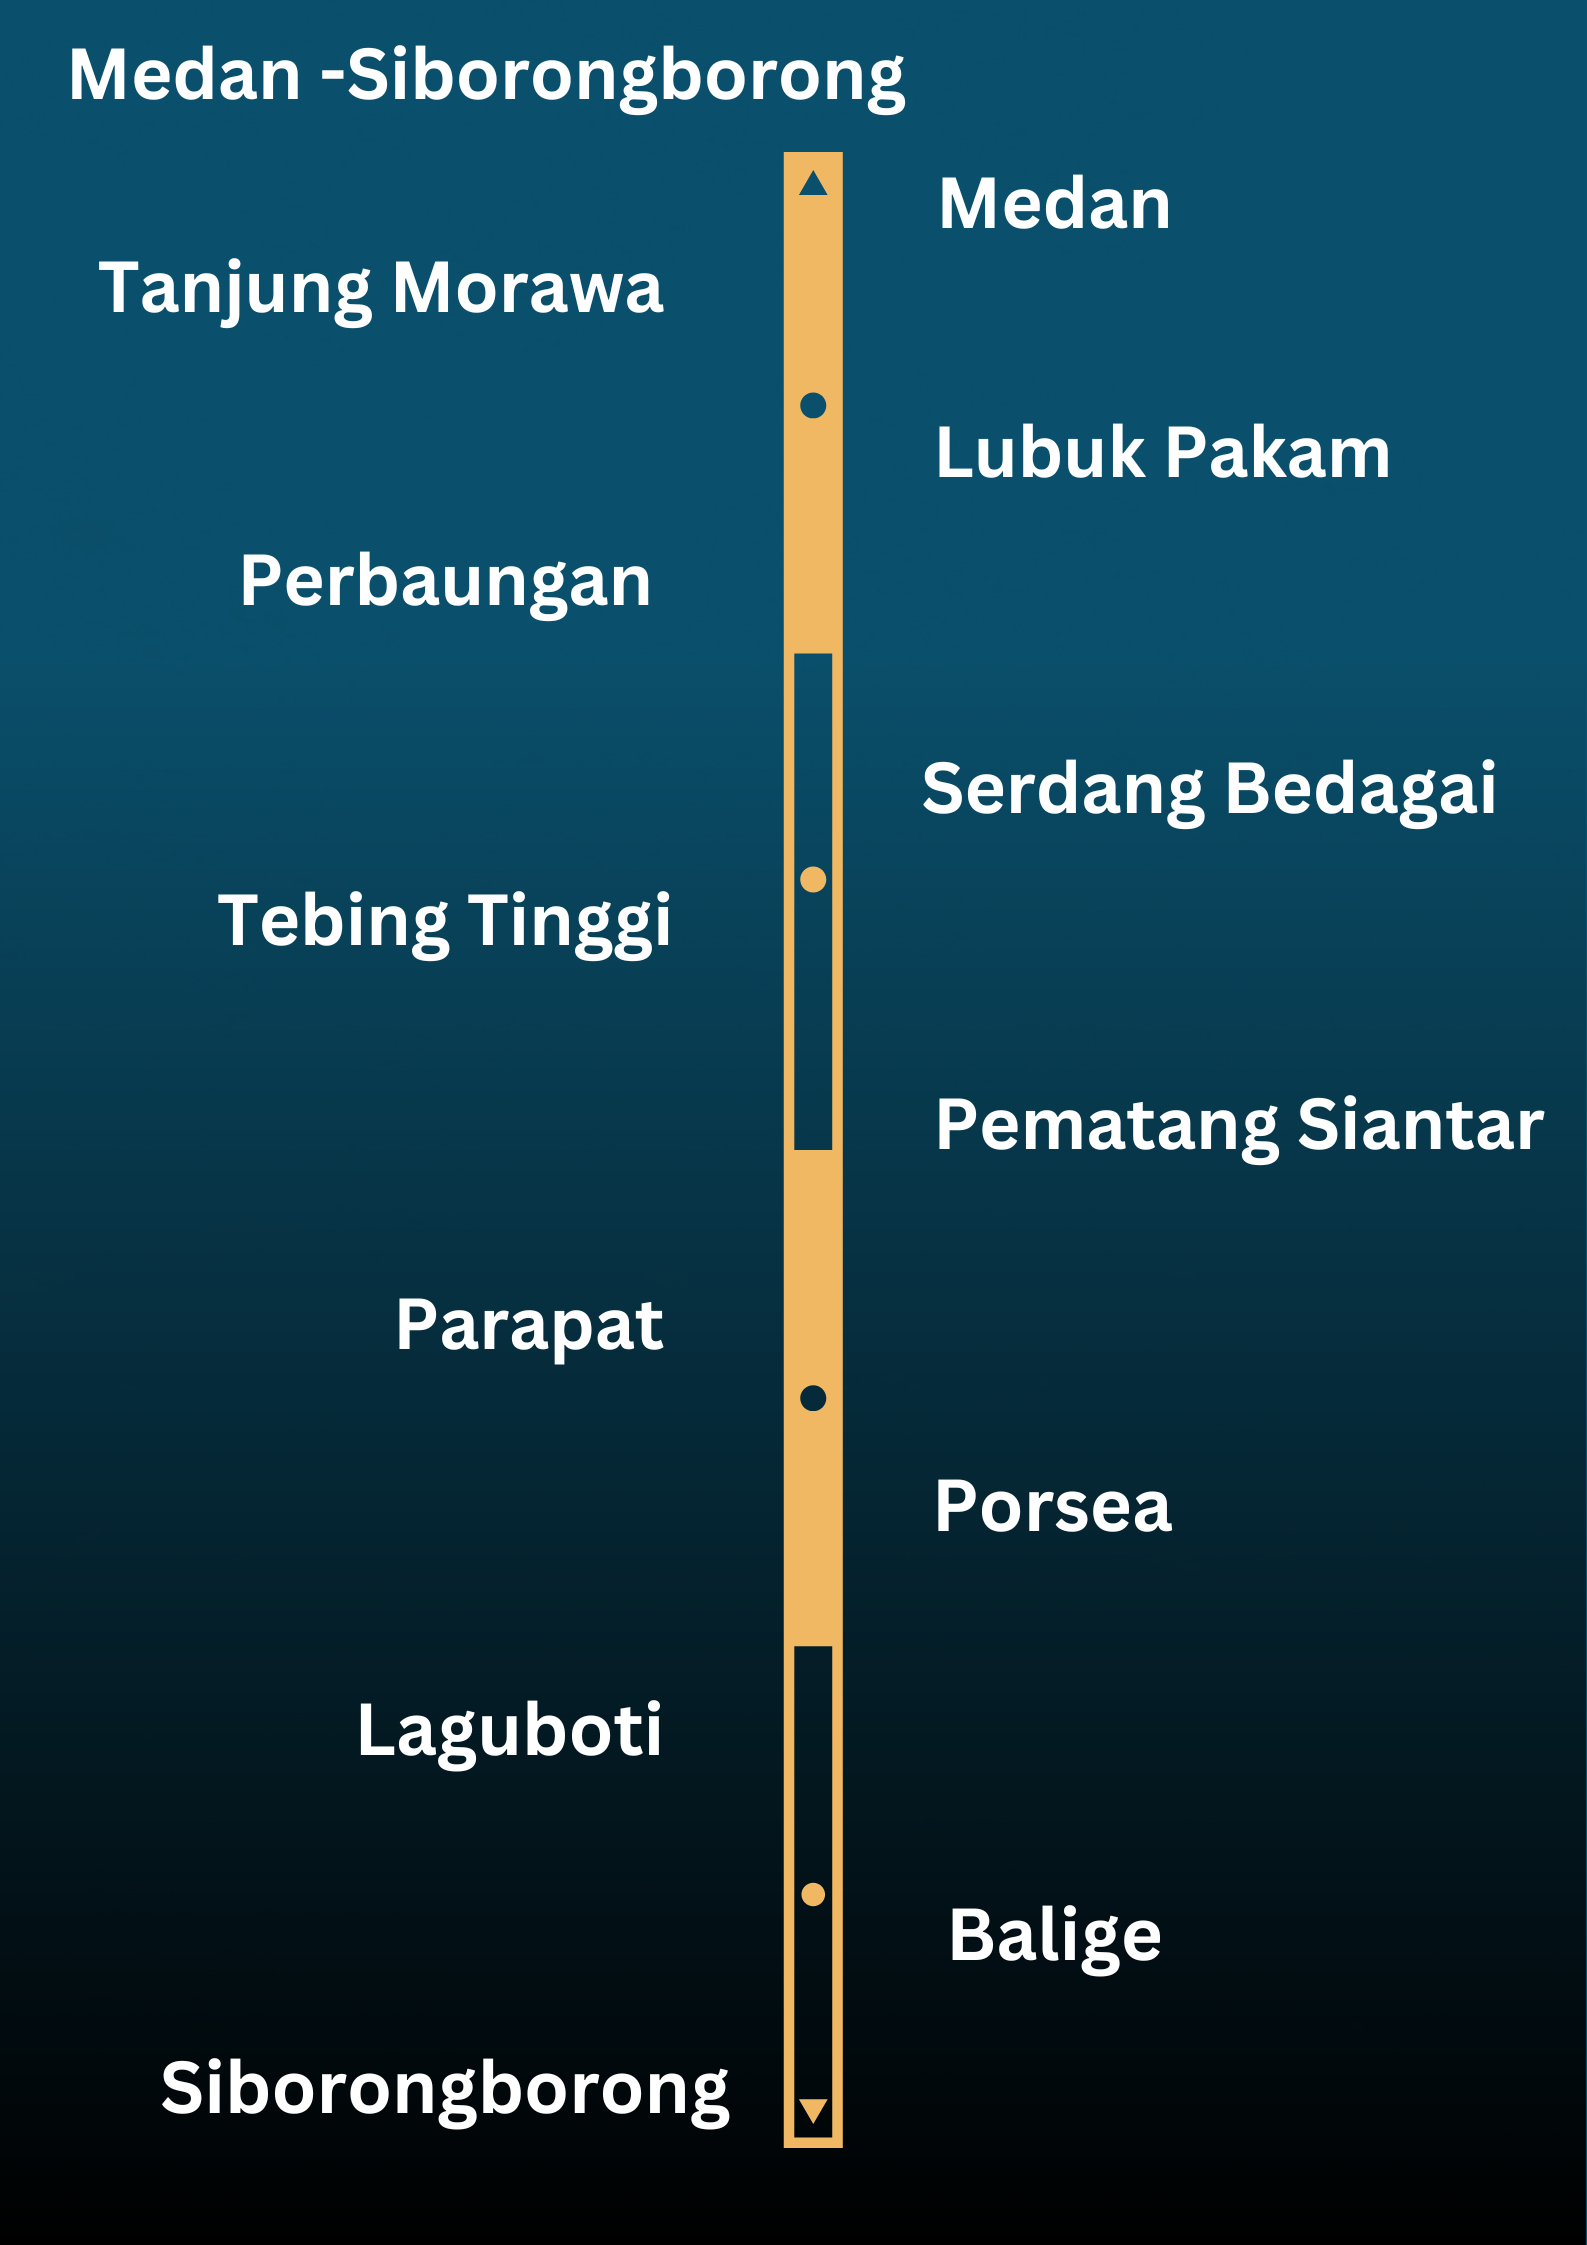 Medan -Siborongborong
Medan
Tanjung Morawa
Lubuk Pakam
Perbaungan
Serdang Bedagai
Tebing Tinggi
Pematang Siantar
Parapat
Porsea
Laguboti
Balige
Siborongborong